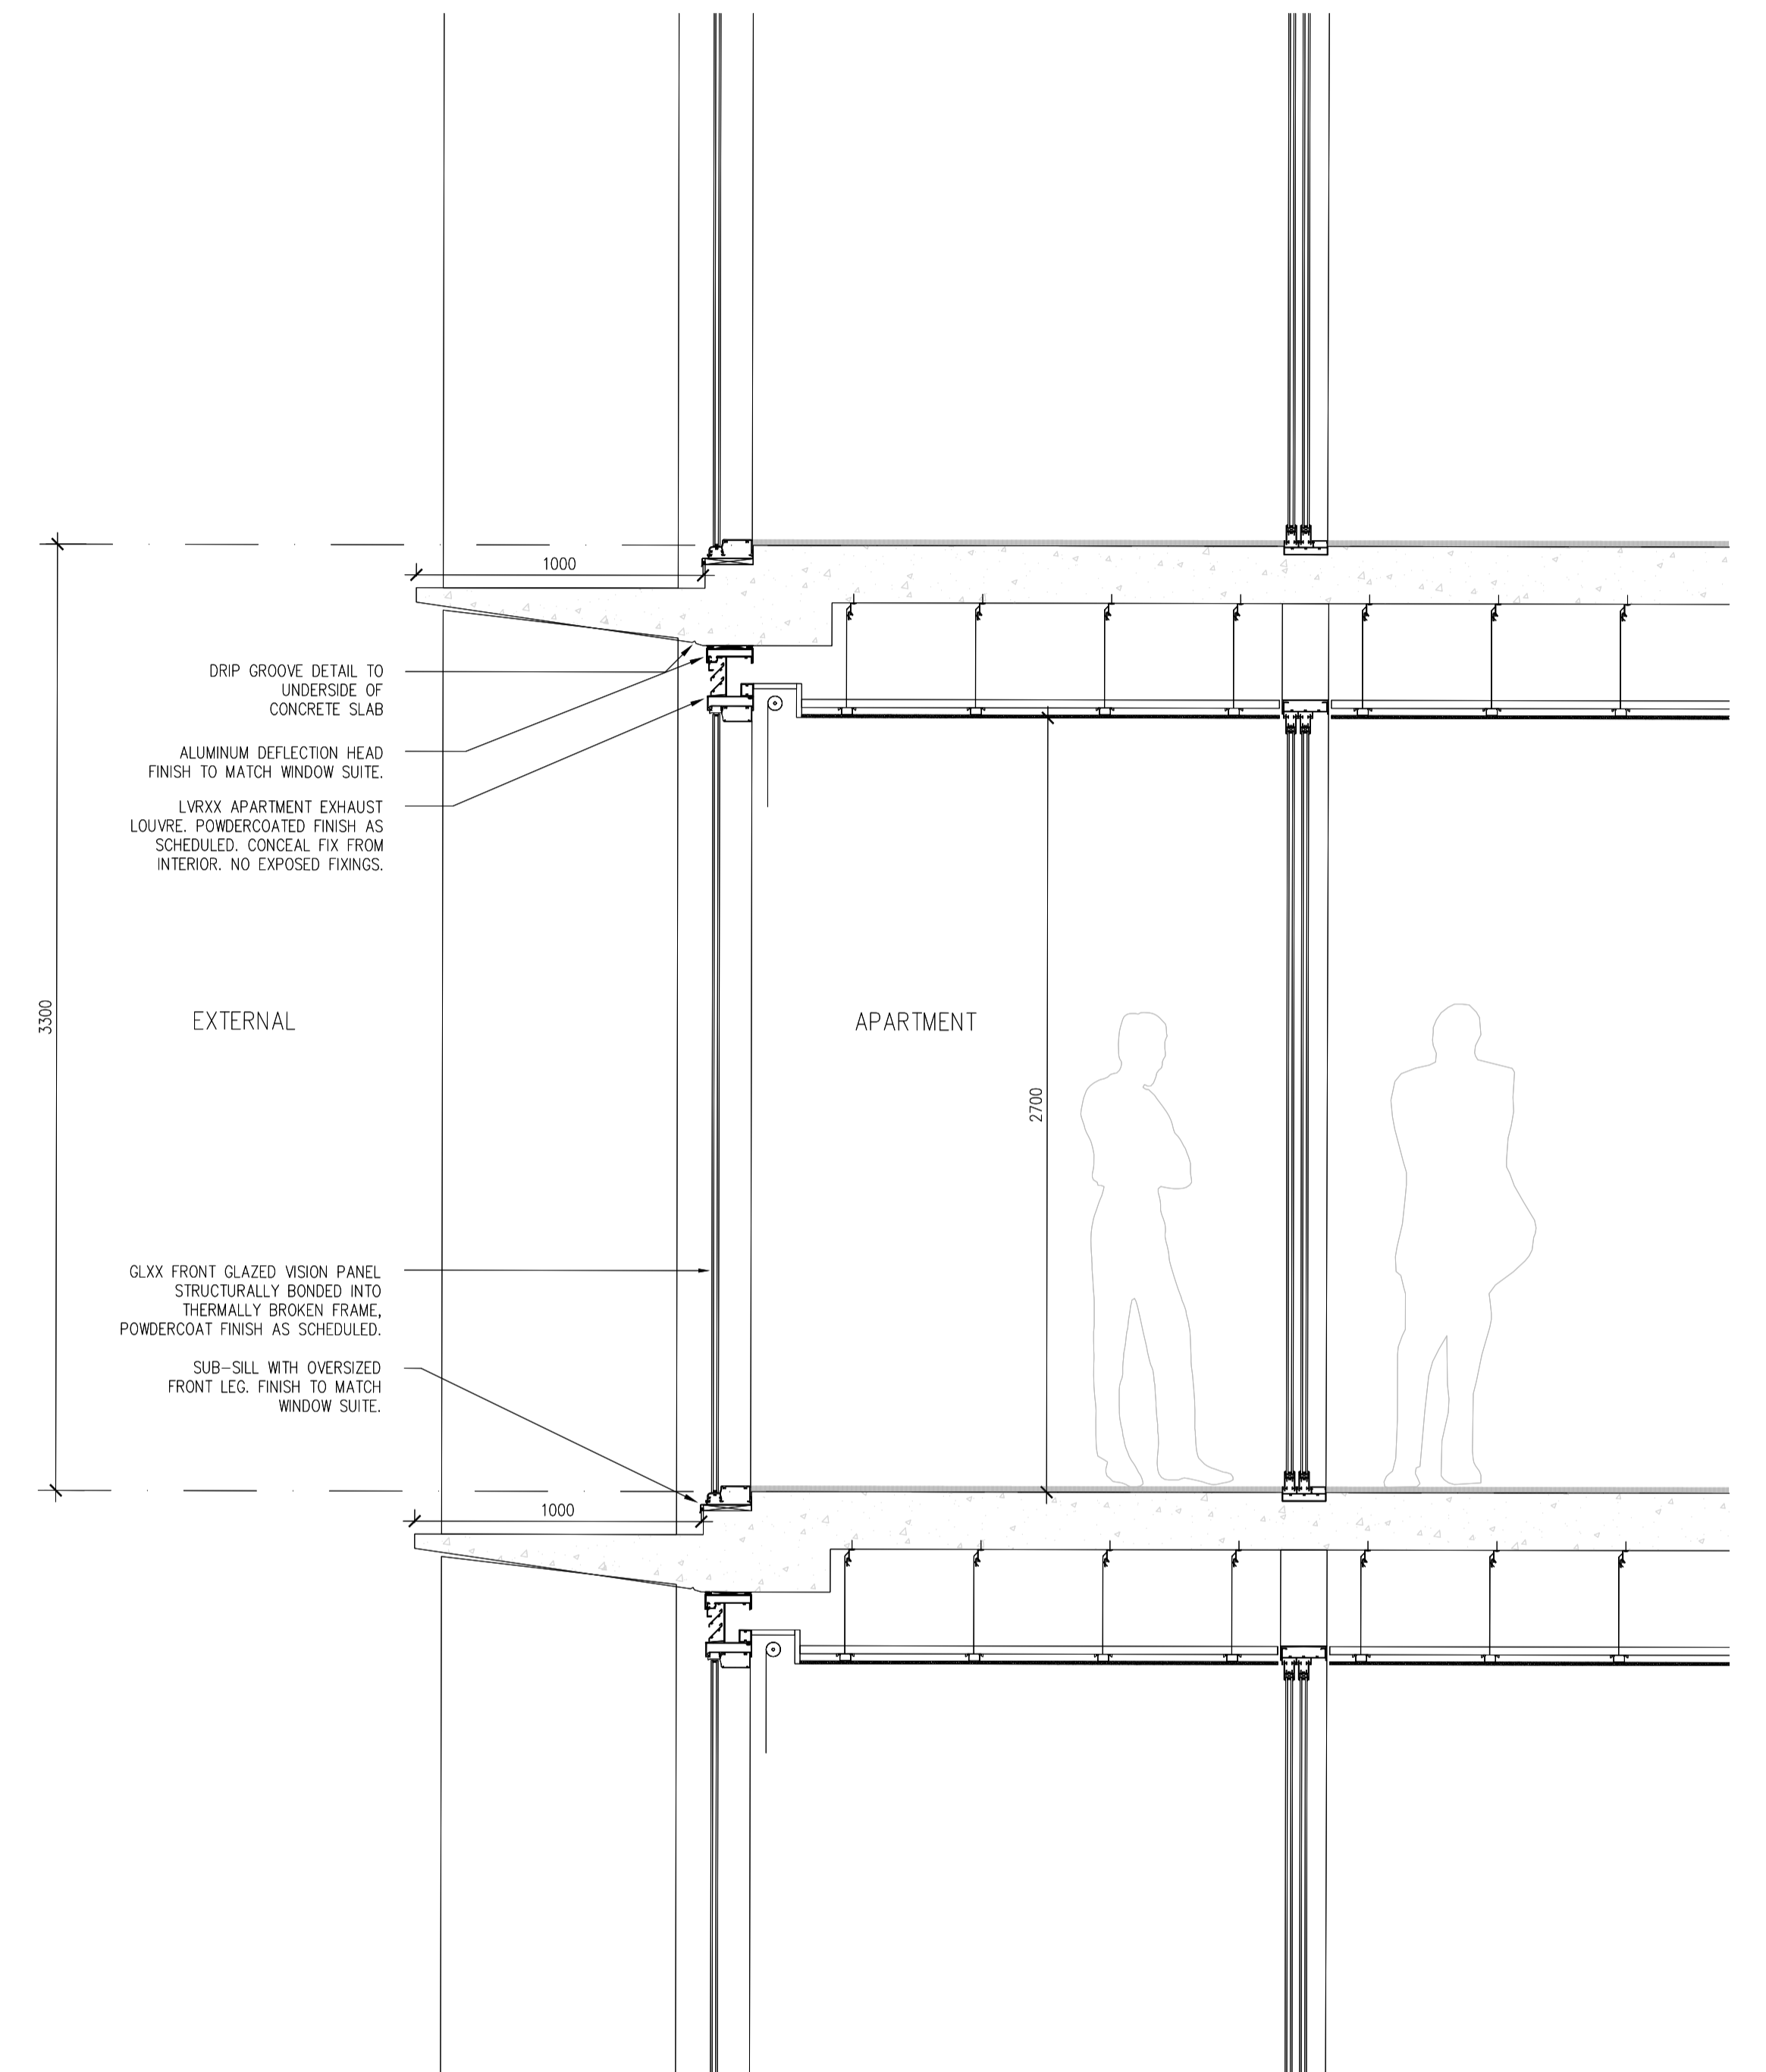 1000
DRIP GROOVE DETAIL TO
UNDERSIDE OF
CONCRETE SLAB
ALUMINUM DEFLECTION HEAD
FINISH TO MATCH WINDOW SUITE.
LVRXX APARTMENT EXHAUST
LOUVRE. POWDERCOATED FINISH AS
SCHEDULED. CONCEAL FIX FROM
INTERIOR. NO EXPOSED FIXINGS.
3300
EXTERNAL
APARTMENT
2700
GLXX FRONT GLAZED VISION PANEL
STRUCTURALLY BONDED INTO
THERMALLY BROKEN FRAME,
POWDERCOAT FINISH AS SCHEDULED.
SUB-SILL WITH OVERSIZED
FRONT LEG. FINISH TO MATCH
WINDOW SUITE.
1000